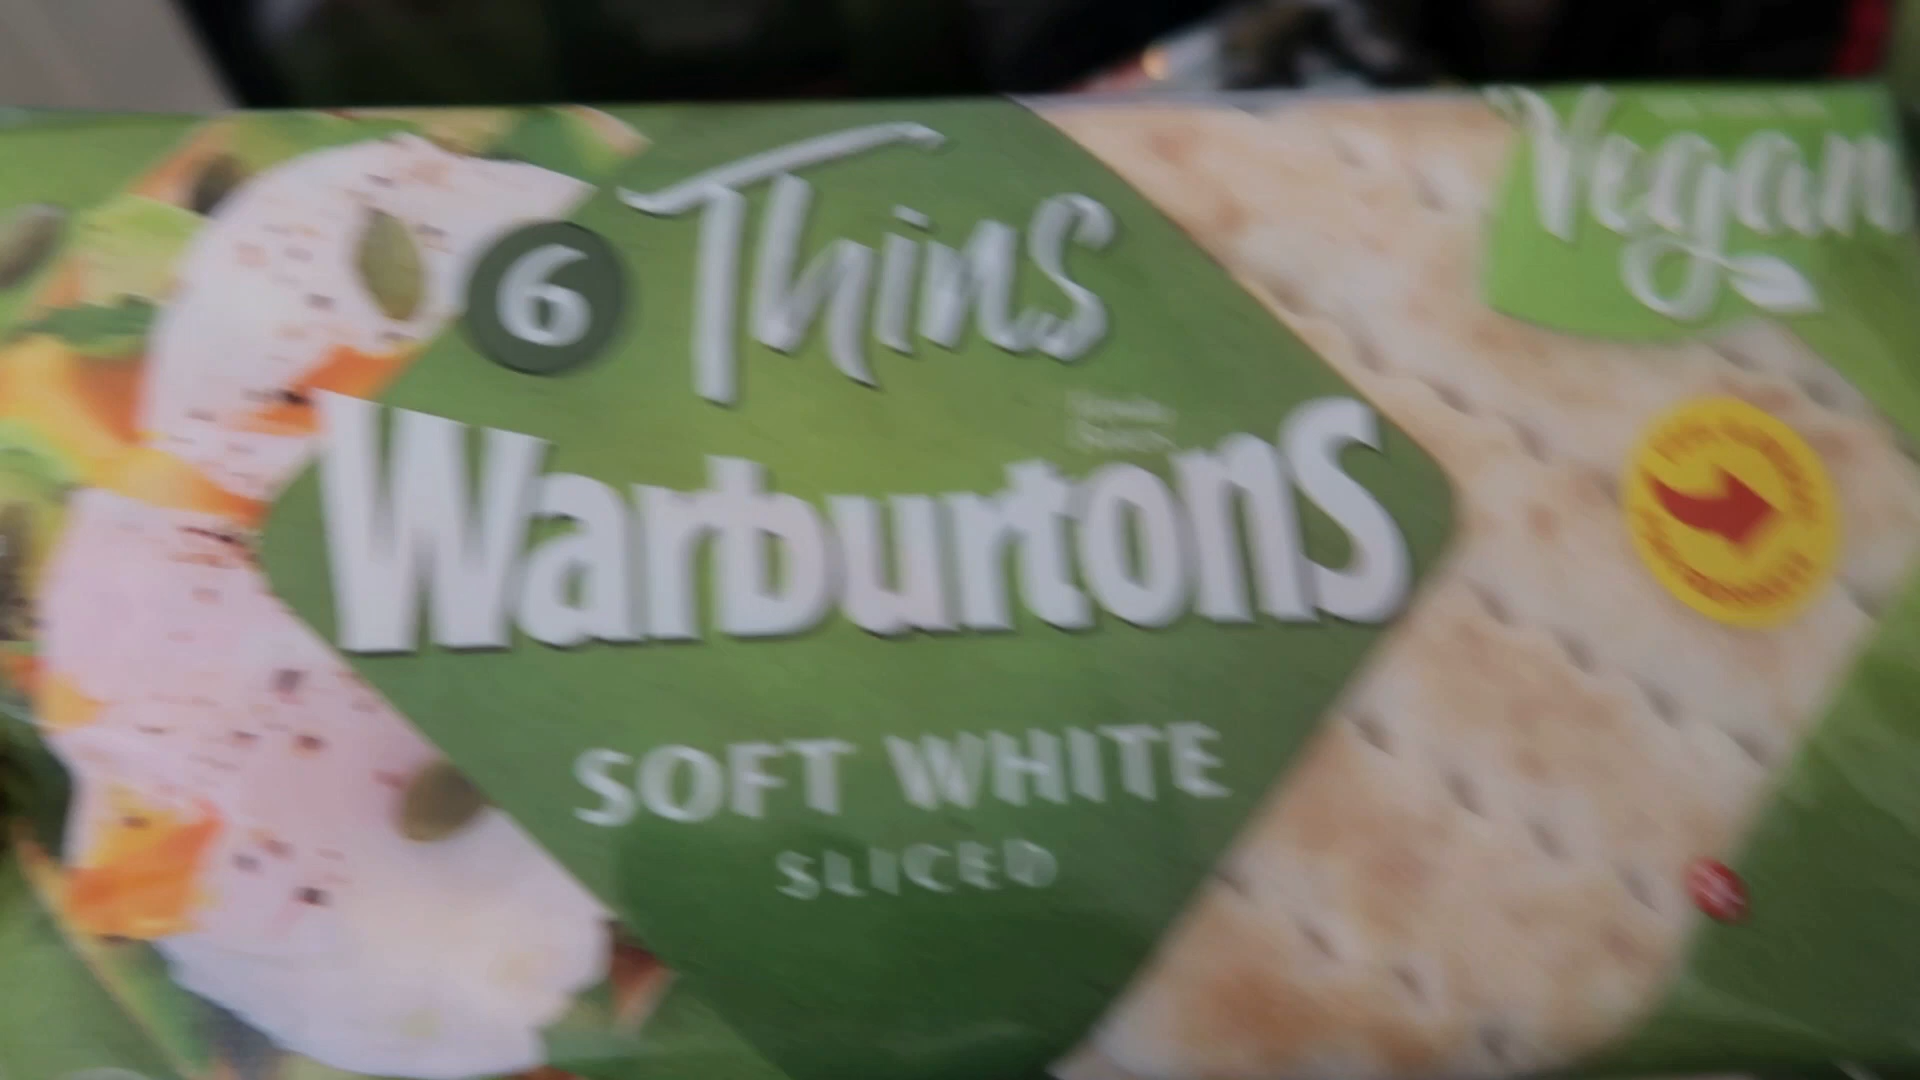 Vegan
6 Thins
Warburtons
SOFT WHITE
SLICED